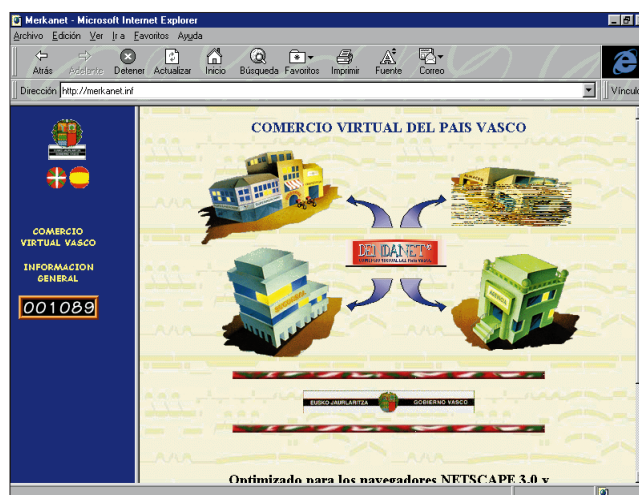 Merkanet - Microsoft Internet Explorer
Archivo Edición Ver Ir a Favoritos Ayuda
Atrás Adelante Detener Actualizar Inicio Búsqueda Favoritos Imprimir Fuente Correo
Dirección http://merkanet.inf Vínculo
COMERCIO VIRTUAL DEL PAIS VASCO
COMERCIO
VIRTUAL VASCO
INFORMACION
GENERAL
001089
EUSKO JAURLARITZA GOBIERNO VASCO
Optimizado para los navegadores NETSCAPE 3.0 y